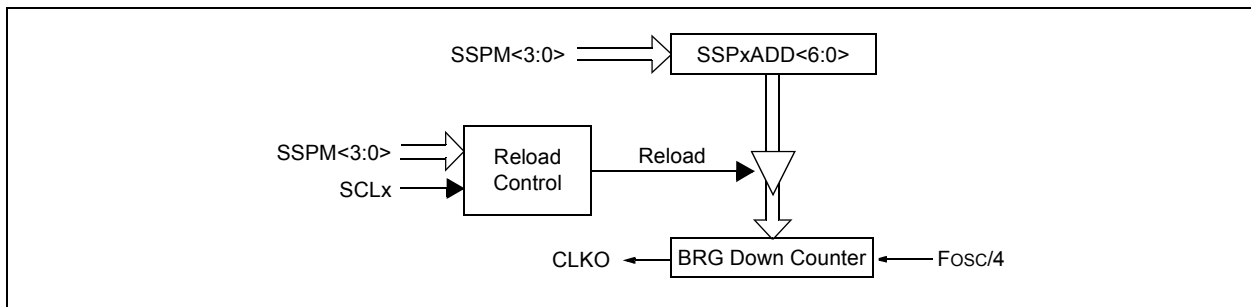 SSPM<3:0>
SSPxADD<6:0>
SSPM<3:0>
SCLx
Reload
Control
Reload
CLKO
BRG Down Counter
FOSC/4